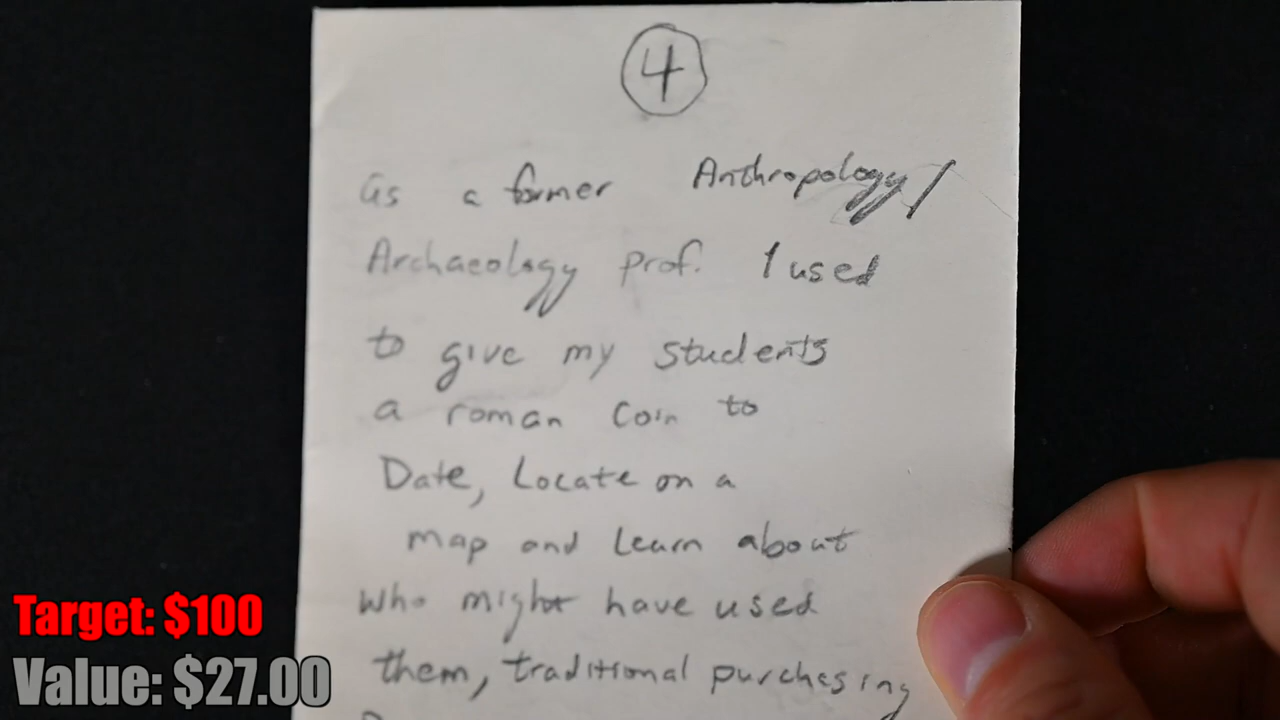 4
as a former Anthropology/
Archaeology prof. I used
to give my students
a roman coin to
Date, Locate on a
map and learn about
who might have used
them, traditional purchasing
Target: $100
Value: $27.00